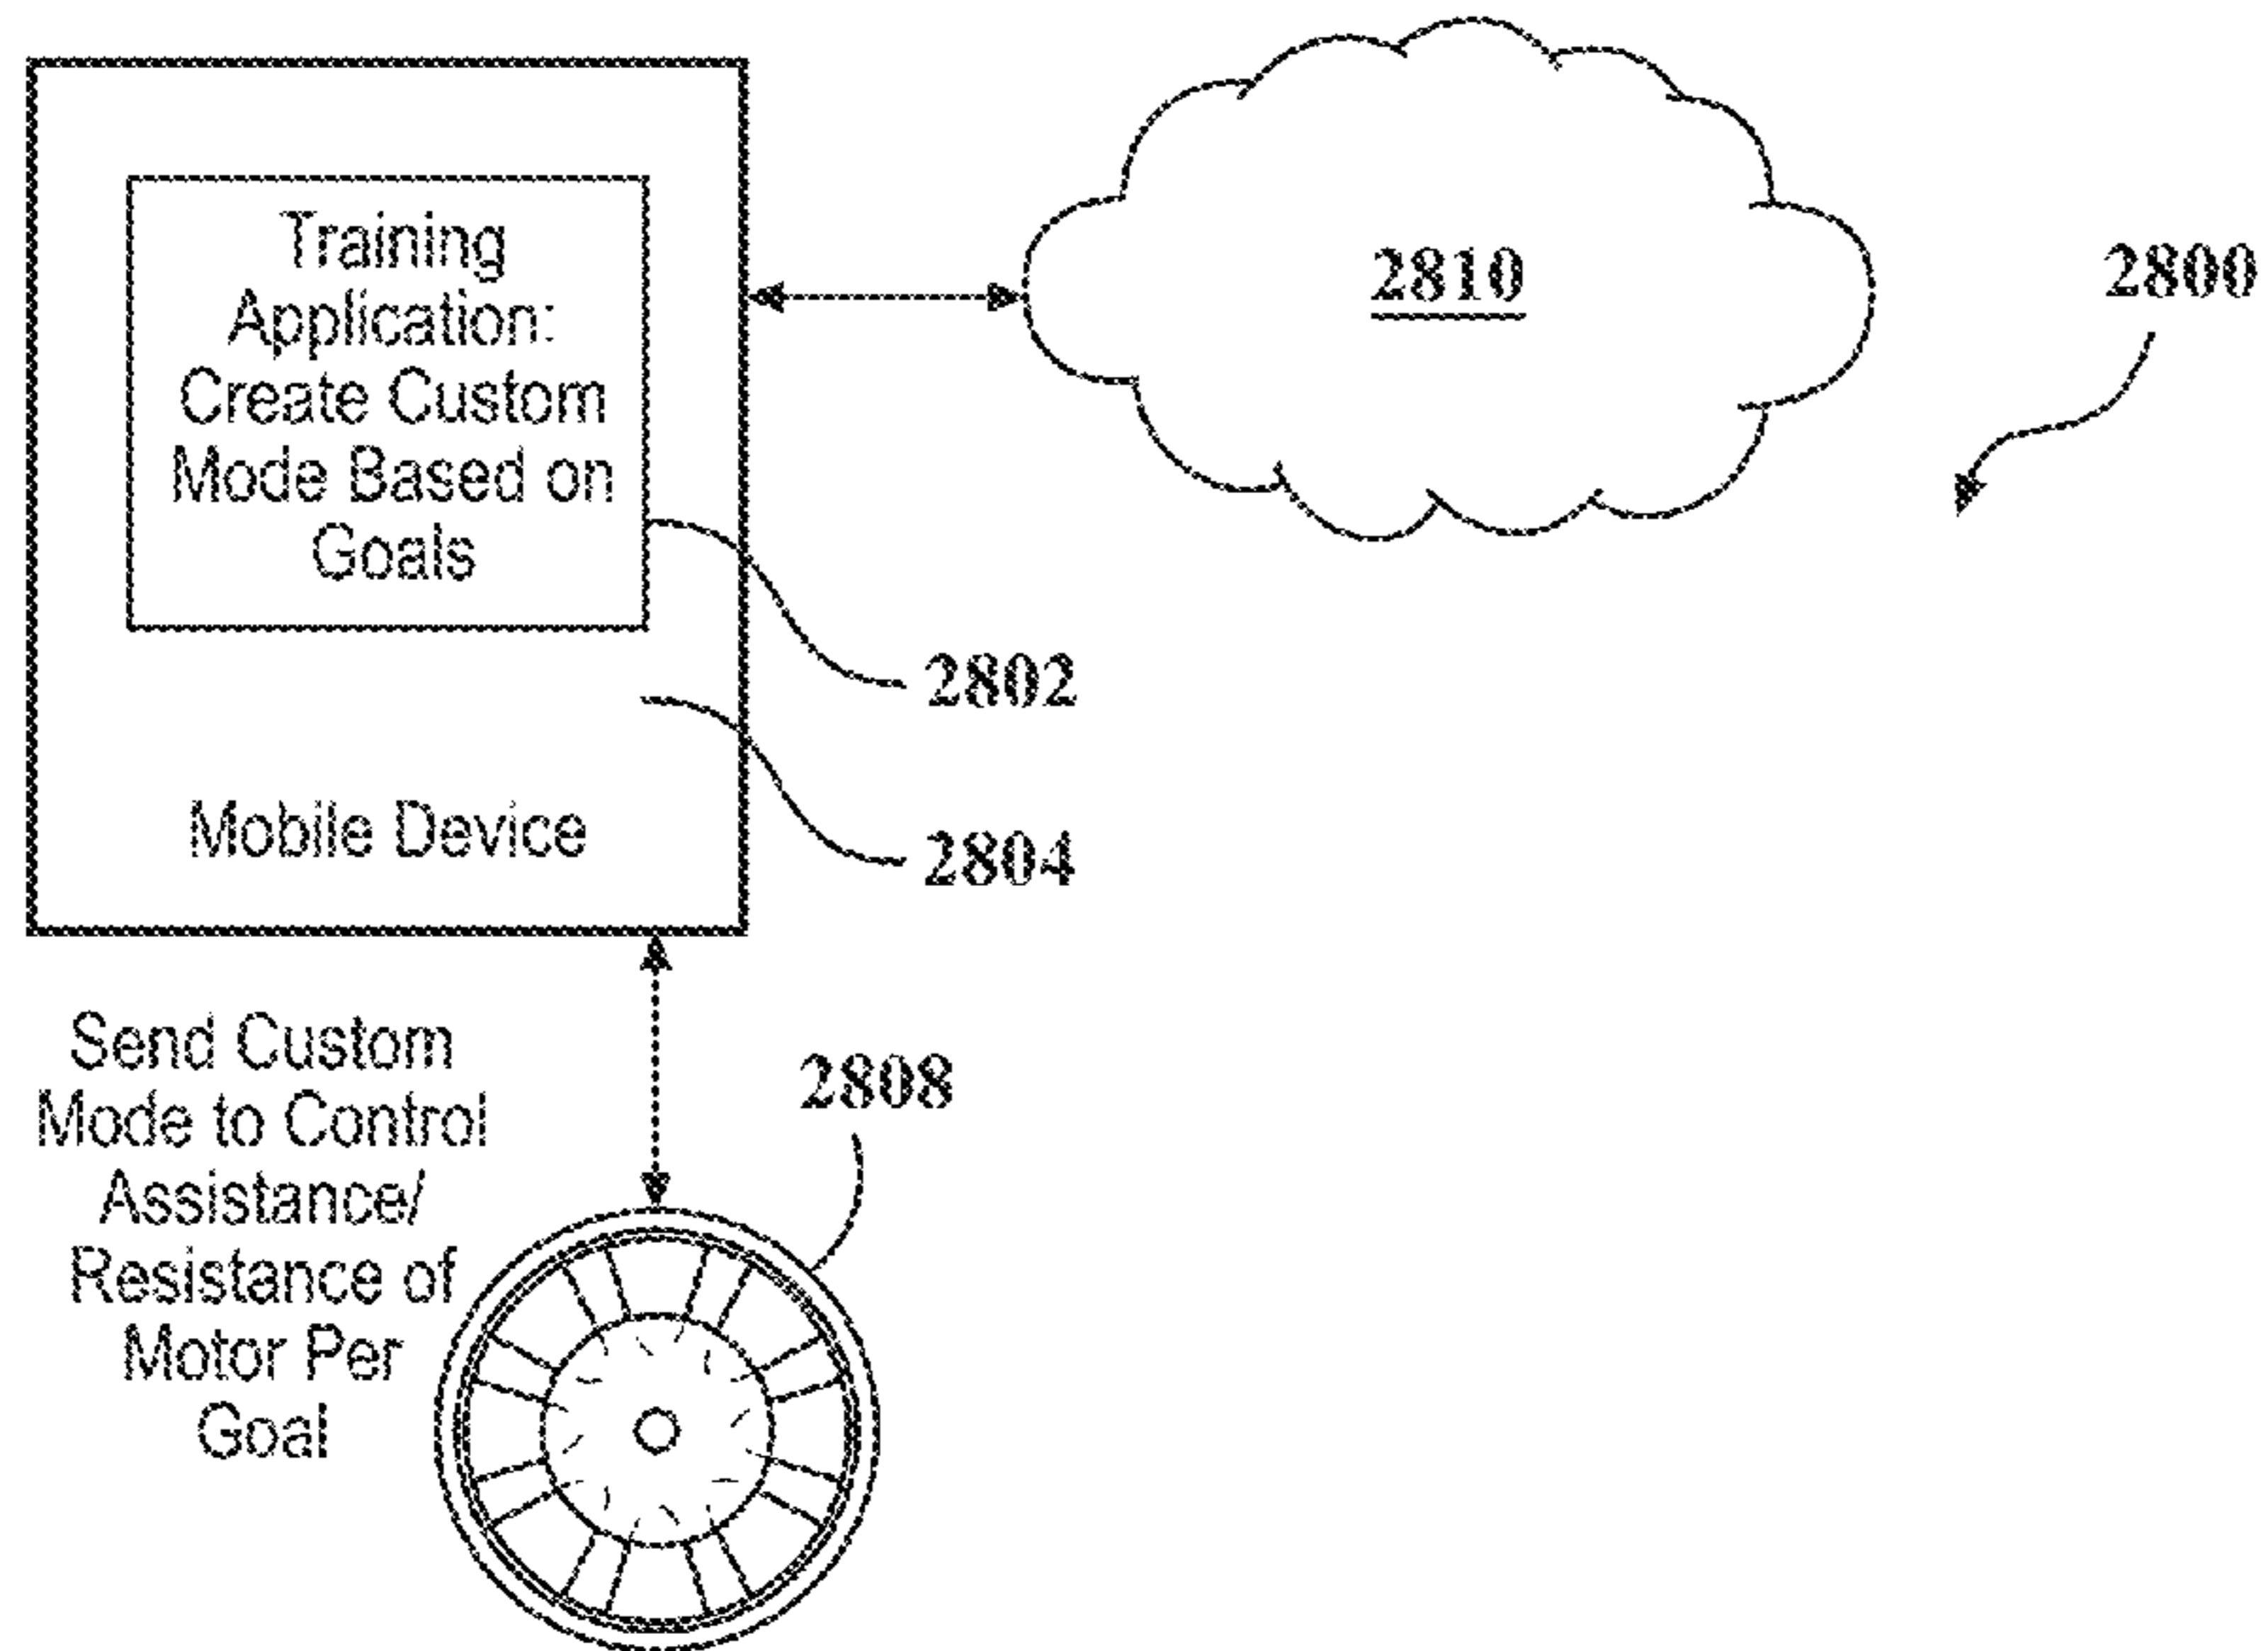 Training
Application:
Create Custom
Mode Based on
Goals
Mobile Device
2810
2800
2802
2804
Send Custom
Mode to Control
Assistance/
Resistance of
Motor Per
Goal
2808